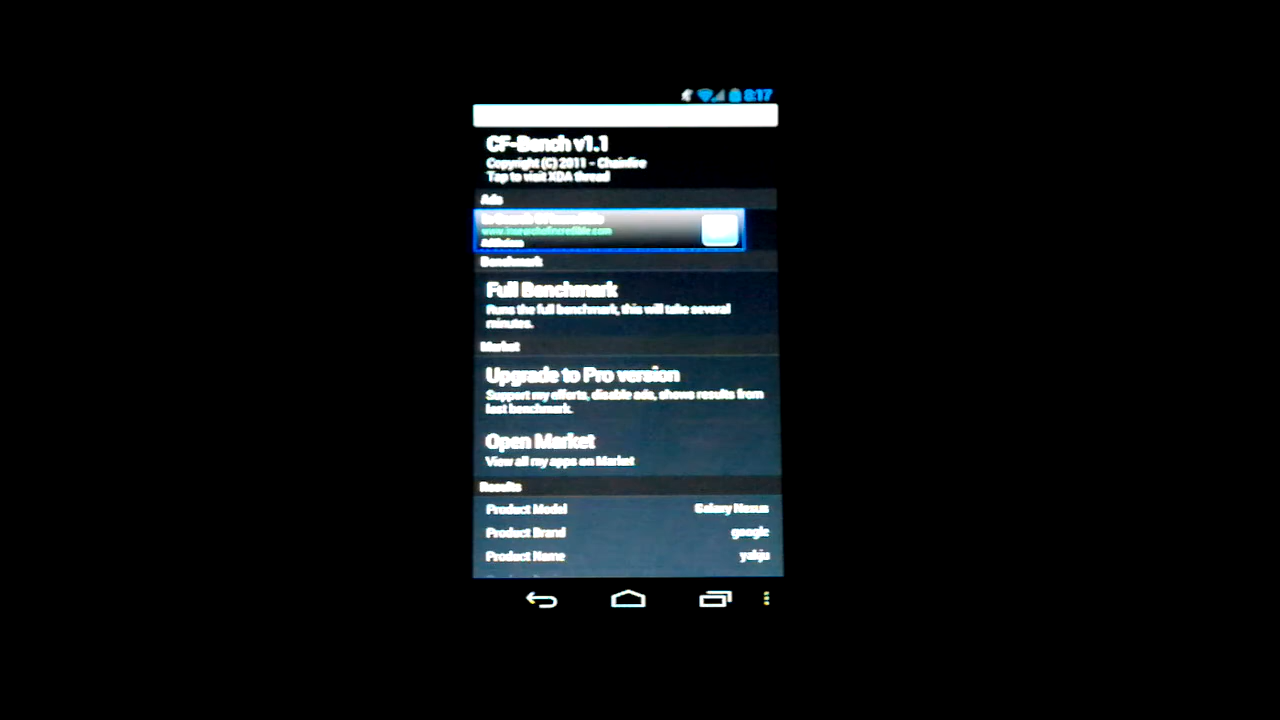 8:17
CF-Bench v1.1
Copyright (C) 2011 - Chainfire
Tap to visit XDA thread
Ads
Benchmark
Full Benchmark
Runs the full benchmark, this will take several
minutes.
Market
Upgrade to Pro version
Support my efforts, disable ads, shows results from
last benchmark.
Open Market
View all my apps on Market
Results
Product Model Galaxy Nexus
Product Brand google
Product Name yakju